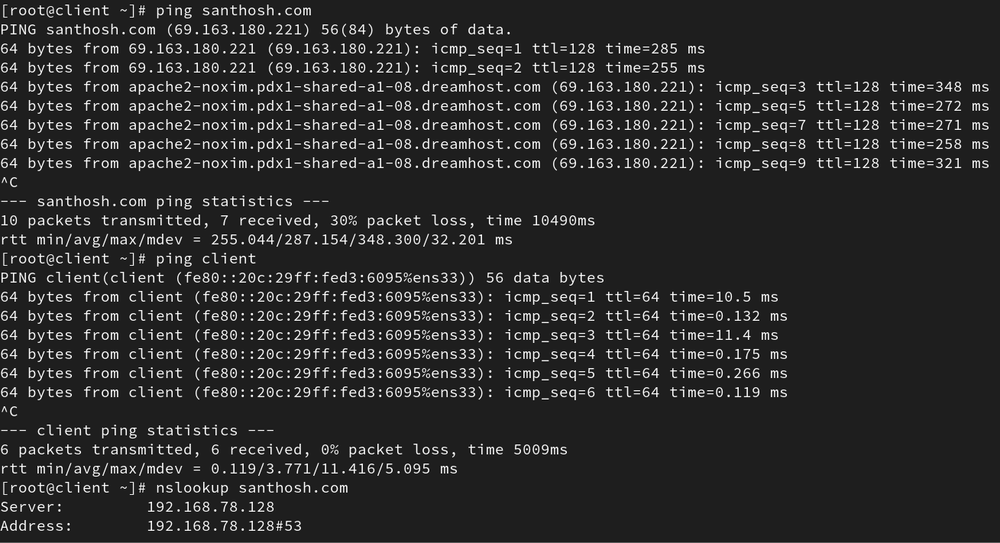 [root@client ~]# ping santhosh.com
PING santhosh.com (69.163.180.221) 56(84) bytes of data.
64 bytes from 69.163.180.221 (69.163.180.221): icmp_seq=1 ttl=128 time=285 ms
64 bytes from 69.163.180.221 (69.163.180.221): icmp_seq=2 ttl=128 time=255 ms
64 bytes from apache2-noxim.pdx1-shared-a1-08.dreamhost.com (69.163.180.221): icmp_seq=3 ttl=128 time=348 ms
64 bytes from apache2-noxim.pdx1-shared-a1-08.dreamhost.com (69.163.180.221): icmp_seq=5 ttl=128 time=272 ms
64 bytes from apache2-noxim.pdx1-shared-a1-08.dreamhost.com (69.163.180.221): icmp_seq=7 ttl=128 time=271 ms
64 bytes from apache2-noxim.pdx1-shared-a1-08.dreamhost.com (69.163.180.221): icmp_seq=8 ttl=128 time=258 ms
64 bytes from apache2-noxim.pdx1-shared-a1-08.dreamhost.com (69.163.180.221): icmp_seq=9 ttl=128 time=321 ms
^C
--- santhosh.com ping statistics ---
10 packets transmitted, 7 received, 30% packet loss, time 10490ms
rtt min/avg/max/mdev = 255.044/287.154/348.300/32.201 ms
[root@client ~]# ping client
PING client(client (fe80::20c:29ff:fed3:6095%ens33)) 56 data bytes
64 bytes from client (fe80::20c:29ff:fed3:6095%ens33): icmp_seq=1 ttl=64 time=10.5 ms
64 bytes from client (fe80::20c:29ff:fed3:6095%ens33): icmp_seq=2 ttl=64 time=0.132 ms
64 bytes from client (fe80::20c:29ff:fed3:6095%ens33): icmp_seq=3 ttl=64 time=11.4 ms
64 bytes from client (fe80::20c:29ff:fed3:6095%ens33): icmp_seq=4 ttl=64 time=0.175 ms
64 bytes from client (fe80::20c:29ff:fed3:6095%ens33): icmp_seq=5 ttl=64 time=0.266 ms
64 bytes from client (fe80::20c:29ff:fed3:6095%ens33): icmp_seq=6 ttl=64 time=0.119 ms
^C
--- client ping statistics ---
6 packets transmitted, 6 received, 0% packet loss, time 5009ms
rtt min/avg/max/mdev = 0.119/3.771/11.416/5.095 ms
[root@client ~]# nslookup santhosh.com
Server:         192.168.78.128
Address:        192.168.78.128#53